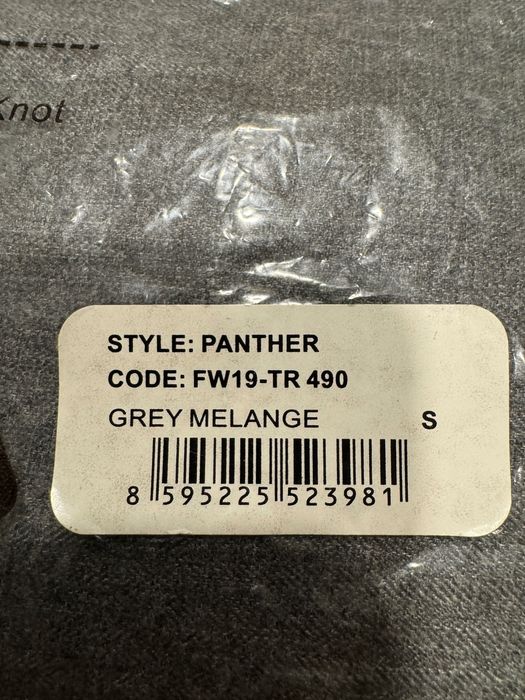 Knot
STYLE: PANTHER
CODE: FW19-TR 490
GREY MELANGE S
8 595225 523981